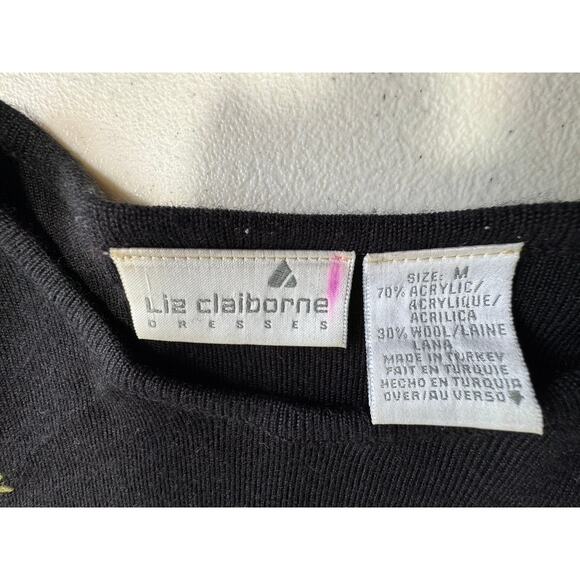 Liz claiborne
DRESSES
SIZE: M
70% ACRYLIC/
ACRYLIQUE/
ACRILICA
30% WOOL/LAINE
LANA
MADE IN TURKEY
FAIT EN TURQUIE
HECHO EN TURQUIA
OVER/AU VERSO